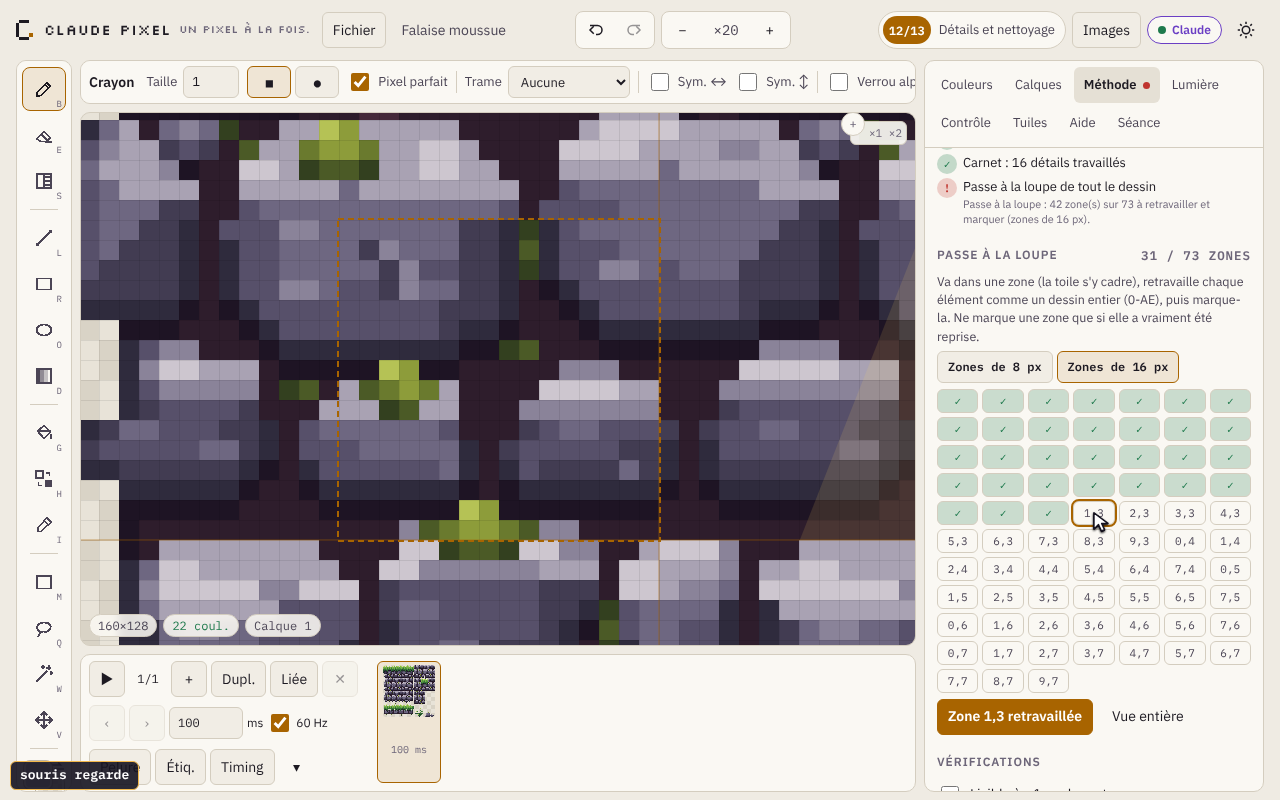 CLAUDE PIXEL UN PIXEL À LA FOIS. Fichier Falaise moussue − ×20 + 12/13 Détails et nettoyage Images Claude
Crayon Taille 1 Pixel parfait Trame Aucune Sym. Sym. Verrou alp
B
E
S
L
R
O
D
G
H
I
M
Q
W
V
+ ×1 ×2
160×128 22 coul. Calque 1
Couleurs Calques Méthode Lumière
Contrôle Tuiles Aide Séance
✓ Carnet : 16 détails travaillés
! Passe à la loupe de tout le dessin
Passe à la loupe : 42 zone(s) sur 73 à retravailler et
marquer (zones de 16 px).
PASSE À LA LOUPE 31 / 73 ZONES
Va dans une zone (la toile s'y cadre), retravaille chaque
élément comme un dessin entier (0-AE), puis marque-
la. Ne marque une zone que si elle a vraiment été
reprise.
Zones de 8 px Zones de 16 px
✓ ✓ ✓ ✓ ✓ ✓ ✓
✓ ✓ ✓ ✓ ✓ ✓ ✓
✓ ✓ ✓ ✓ ✓ ✓ ✓
✓ ✓ ✓ ✓ ✓ ✓ ✓
✓ ✓ ✓ 1,3 2,3 3,3 4,3
5,3 6,3 7,3 8,3 9,3 0,4 1,4
2,4 3,4 4,4 5,4 6,4 7,4 0,5
1,5 2,5 3,5 4,5 5,5 6,5 7,5
0,6 1,6 2,6 3,6 4,6 5,6 7,6
0,7 1,7 2,7 3,7 4,7 5,7 6,7
7,7 8,7 9,7
Zone 1,3 retravaillée Vue entière
VÉRIFICATIONS
1/1 + Dupl. Liée ✕
‹ › 100 ms 60 Hz
Étiq. Timing ▼
100 ms
souris regarde